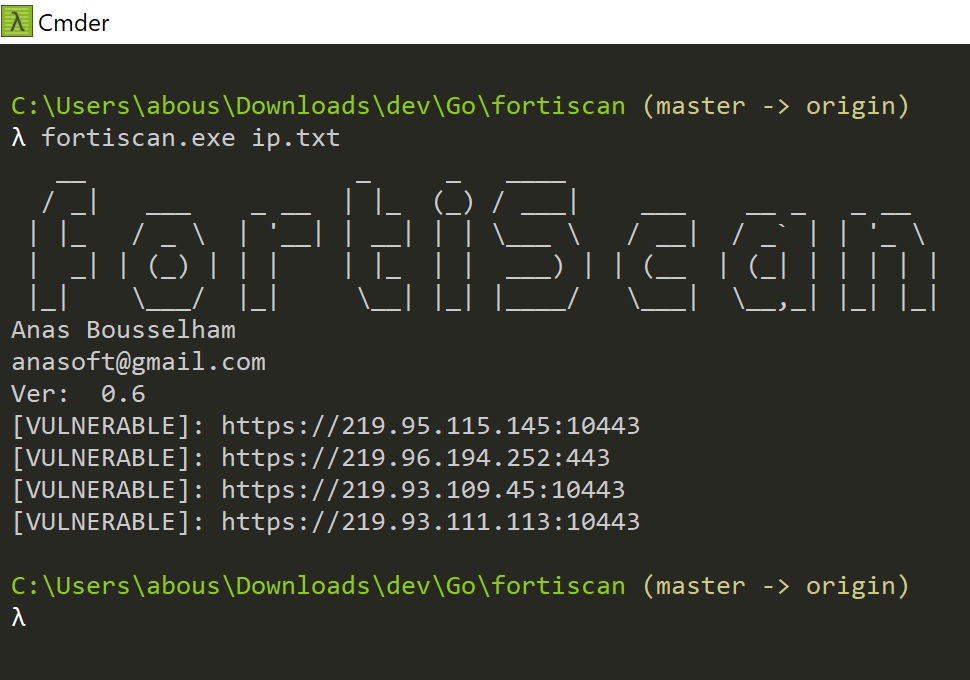 Cmder
C:\Users\abous\Downloads\dev\Go\fortiscan (master -> origin)
λ fortiscan.exe ip.txt
fortiScan
Anas Bousselham
anasoft@gmail.com
Ver:  0.6
[VULNERABLE]: https://219.95.115.145:10443
[VULNERABLE]: https://219.96.194.252:443
[VULNERABLE]: https://219.93.109.45:10443
[VULNERABLE]: https://219.93.111.113:10443
C:\Users\abous\Downloads\dev\Go\fortiscan (master -> origin)
λ